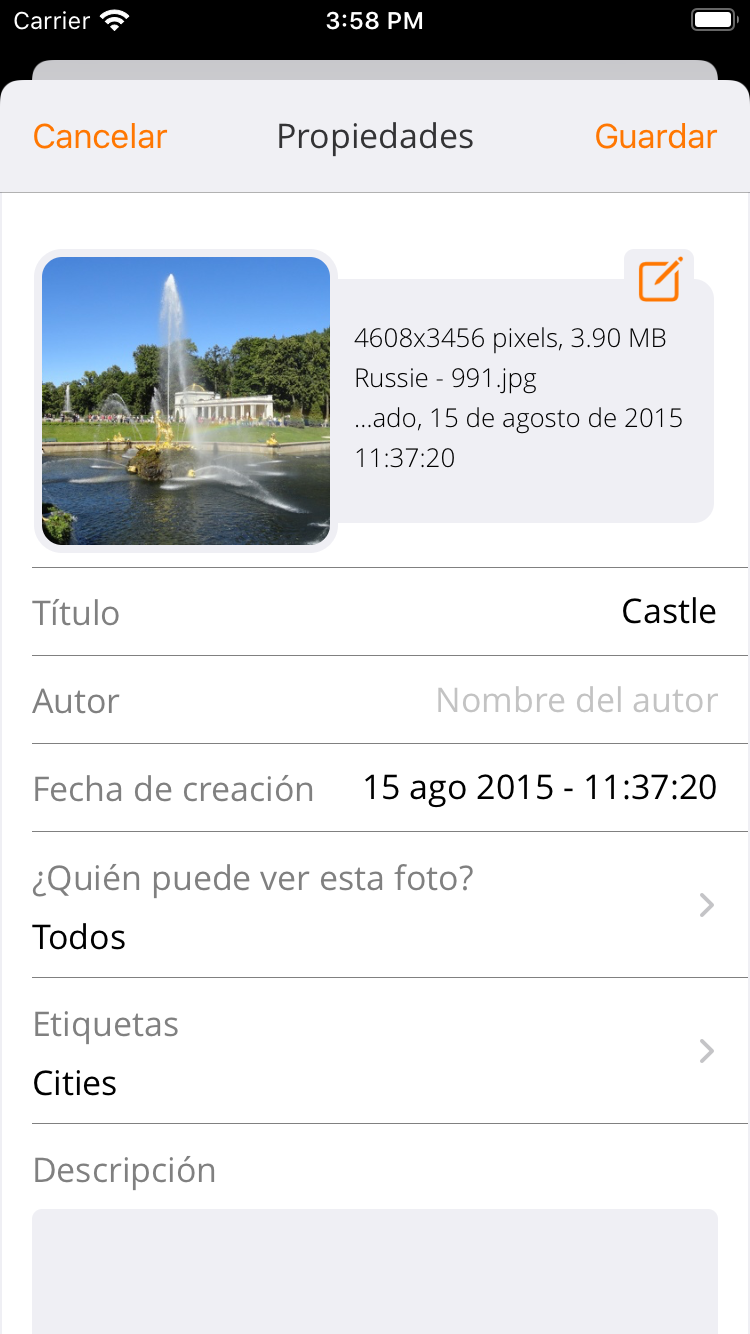 Carrier 3:58 PM
Cancelar Propiedades Guardar
4608x3456 pixels, 3.90 MB
Russie - 991.jpg
...ado, 15 de agosto de 2015
11:37:20
Título Castle
Autor Nombre del autor
Fecha de creación 15 ago 2015 - 11:37:20
¿Quién puede ver esta foto?
Todos
Etiquetas
Cities
Descripción